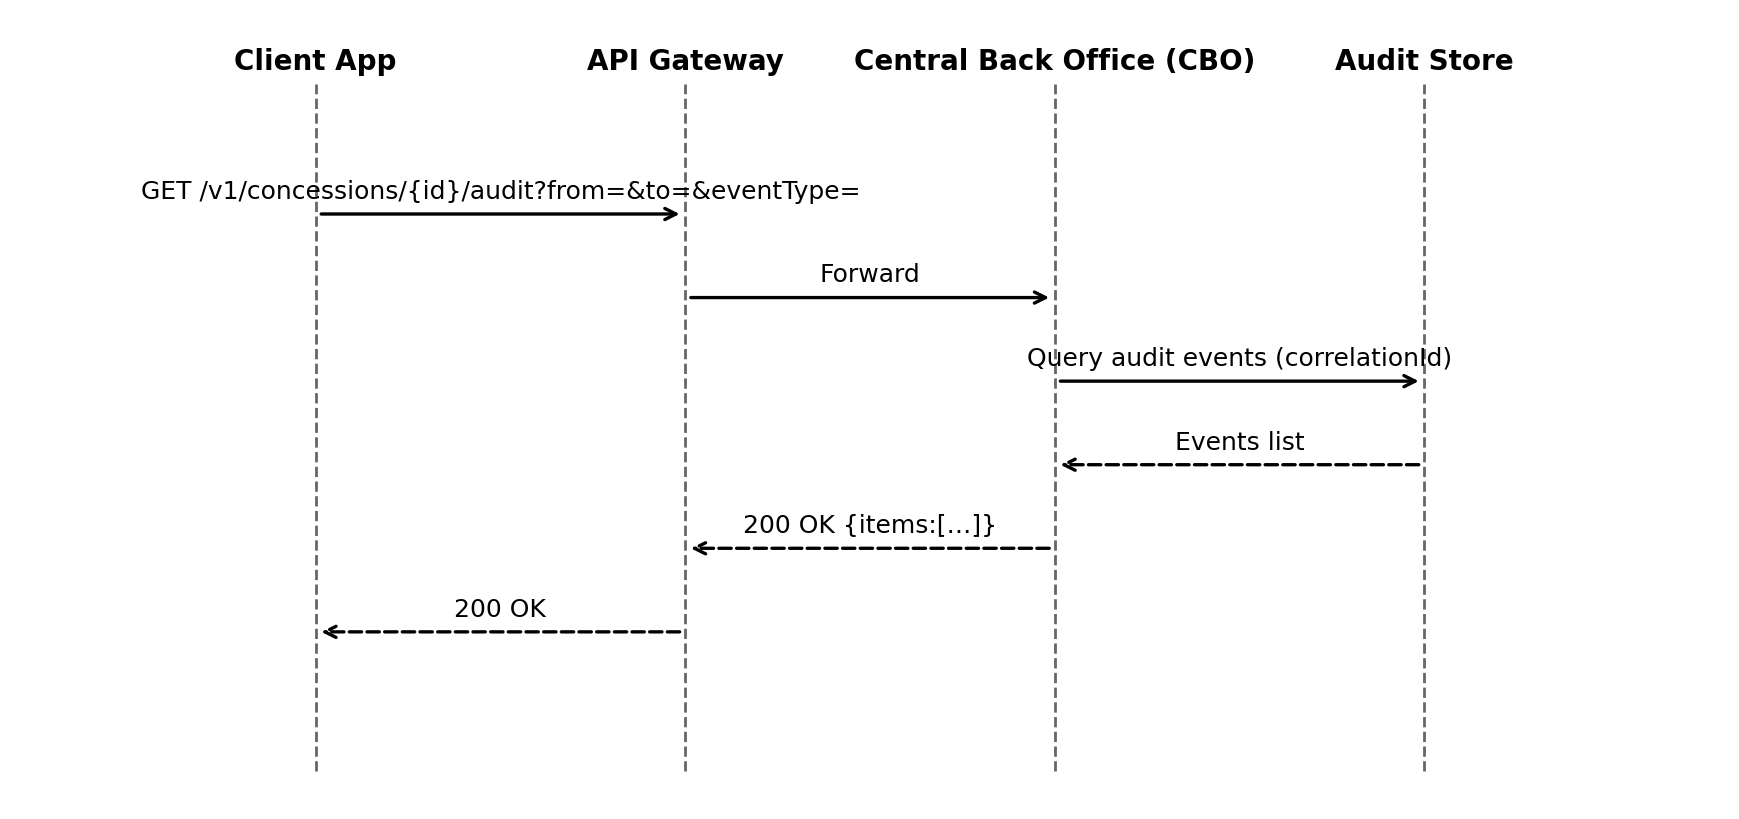 Client App
API Gateway
Central Back Office (CBO)
Audit Store
GET /v1/concessions/{id}/audit?from=&to=&eventType=
Forward
Query audit events (correlationId)
Events list
200 OK {items:[...]}
200 OK